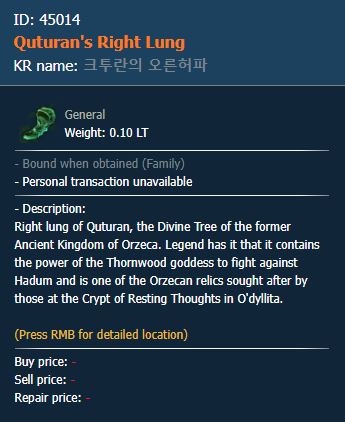 ID: 45014
Quturan's Right Lung
KR name: 크투란의 오른허파
General
Weight: 0.10 LT
- Bound when obtained (Family)
- Personal transaction unavailable
- Description:
Right lung of Quturan, the Divine Tree of the former
Ancient Kingdom of Orzeca. Legend has it that it contains
the power of the Thornwood goddess to fight against
Hadum and is one of the Orzecan relics sought after by
those at the Crypt of Resting Thoughts in O'dyllita.
(Press RMB for detailed location)
Buy price: -
Sell price: -
Repair price: -